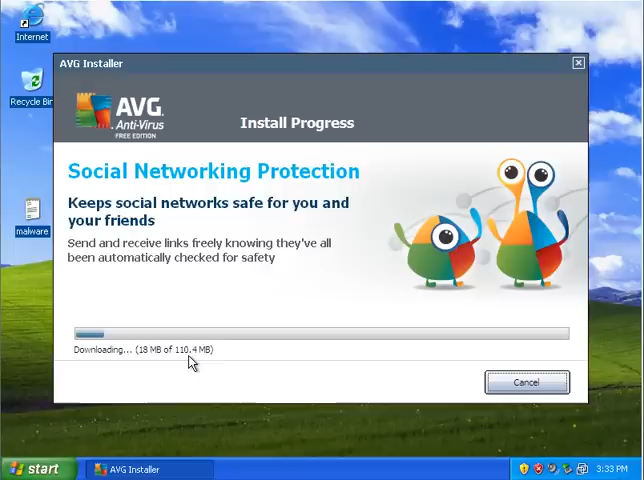 Internet
AVG Installer
Recycle Bin
AVG.
Anti-Virus
FREE EDITION
Install Progress
Social Networking Protection
Keeps social networks safe for you and
your friends
malware
Send and receive links freely knowing they've all
been automatically checked for safety
Downloading... (18 MB of 110.4 MB)
Cancel
start
AVG Installer
3:33 PM